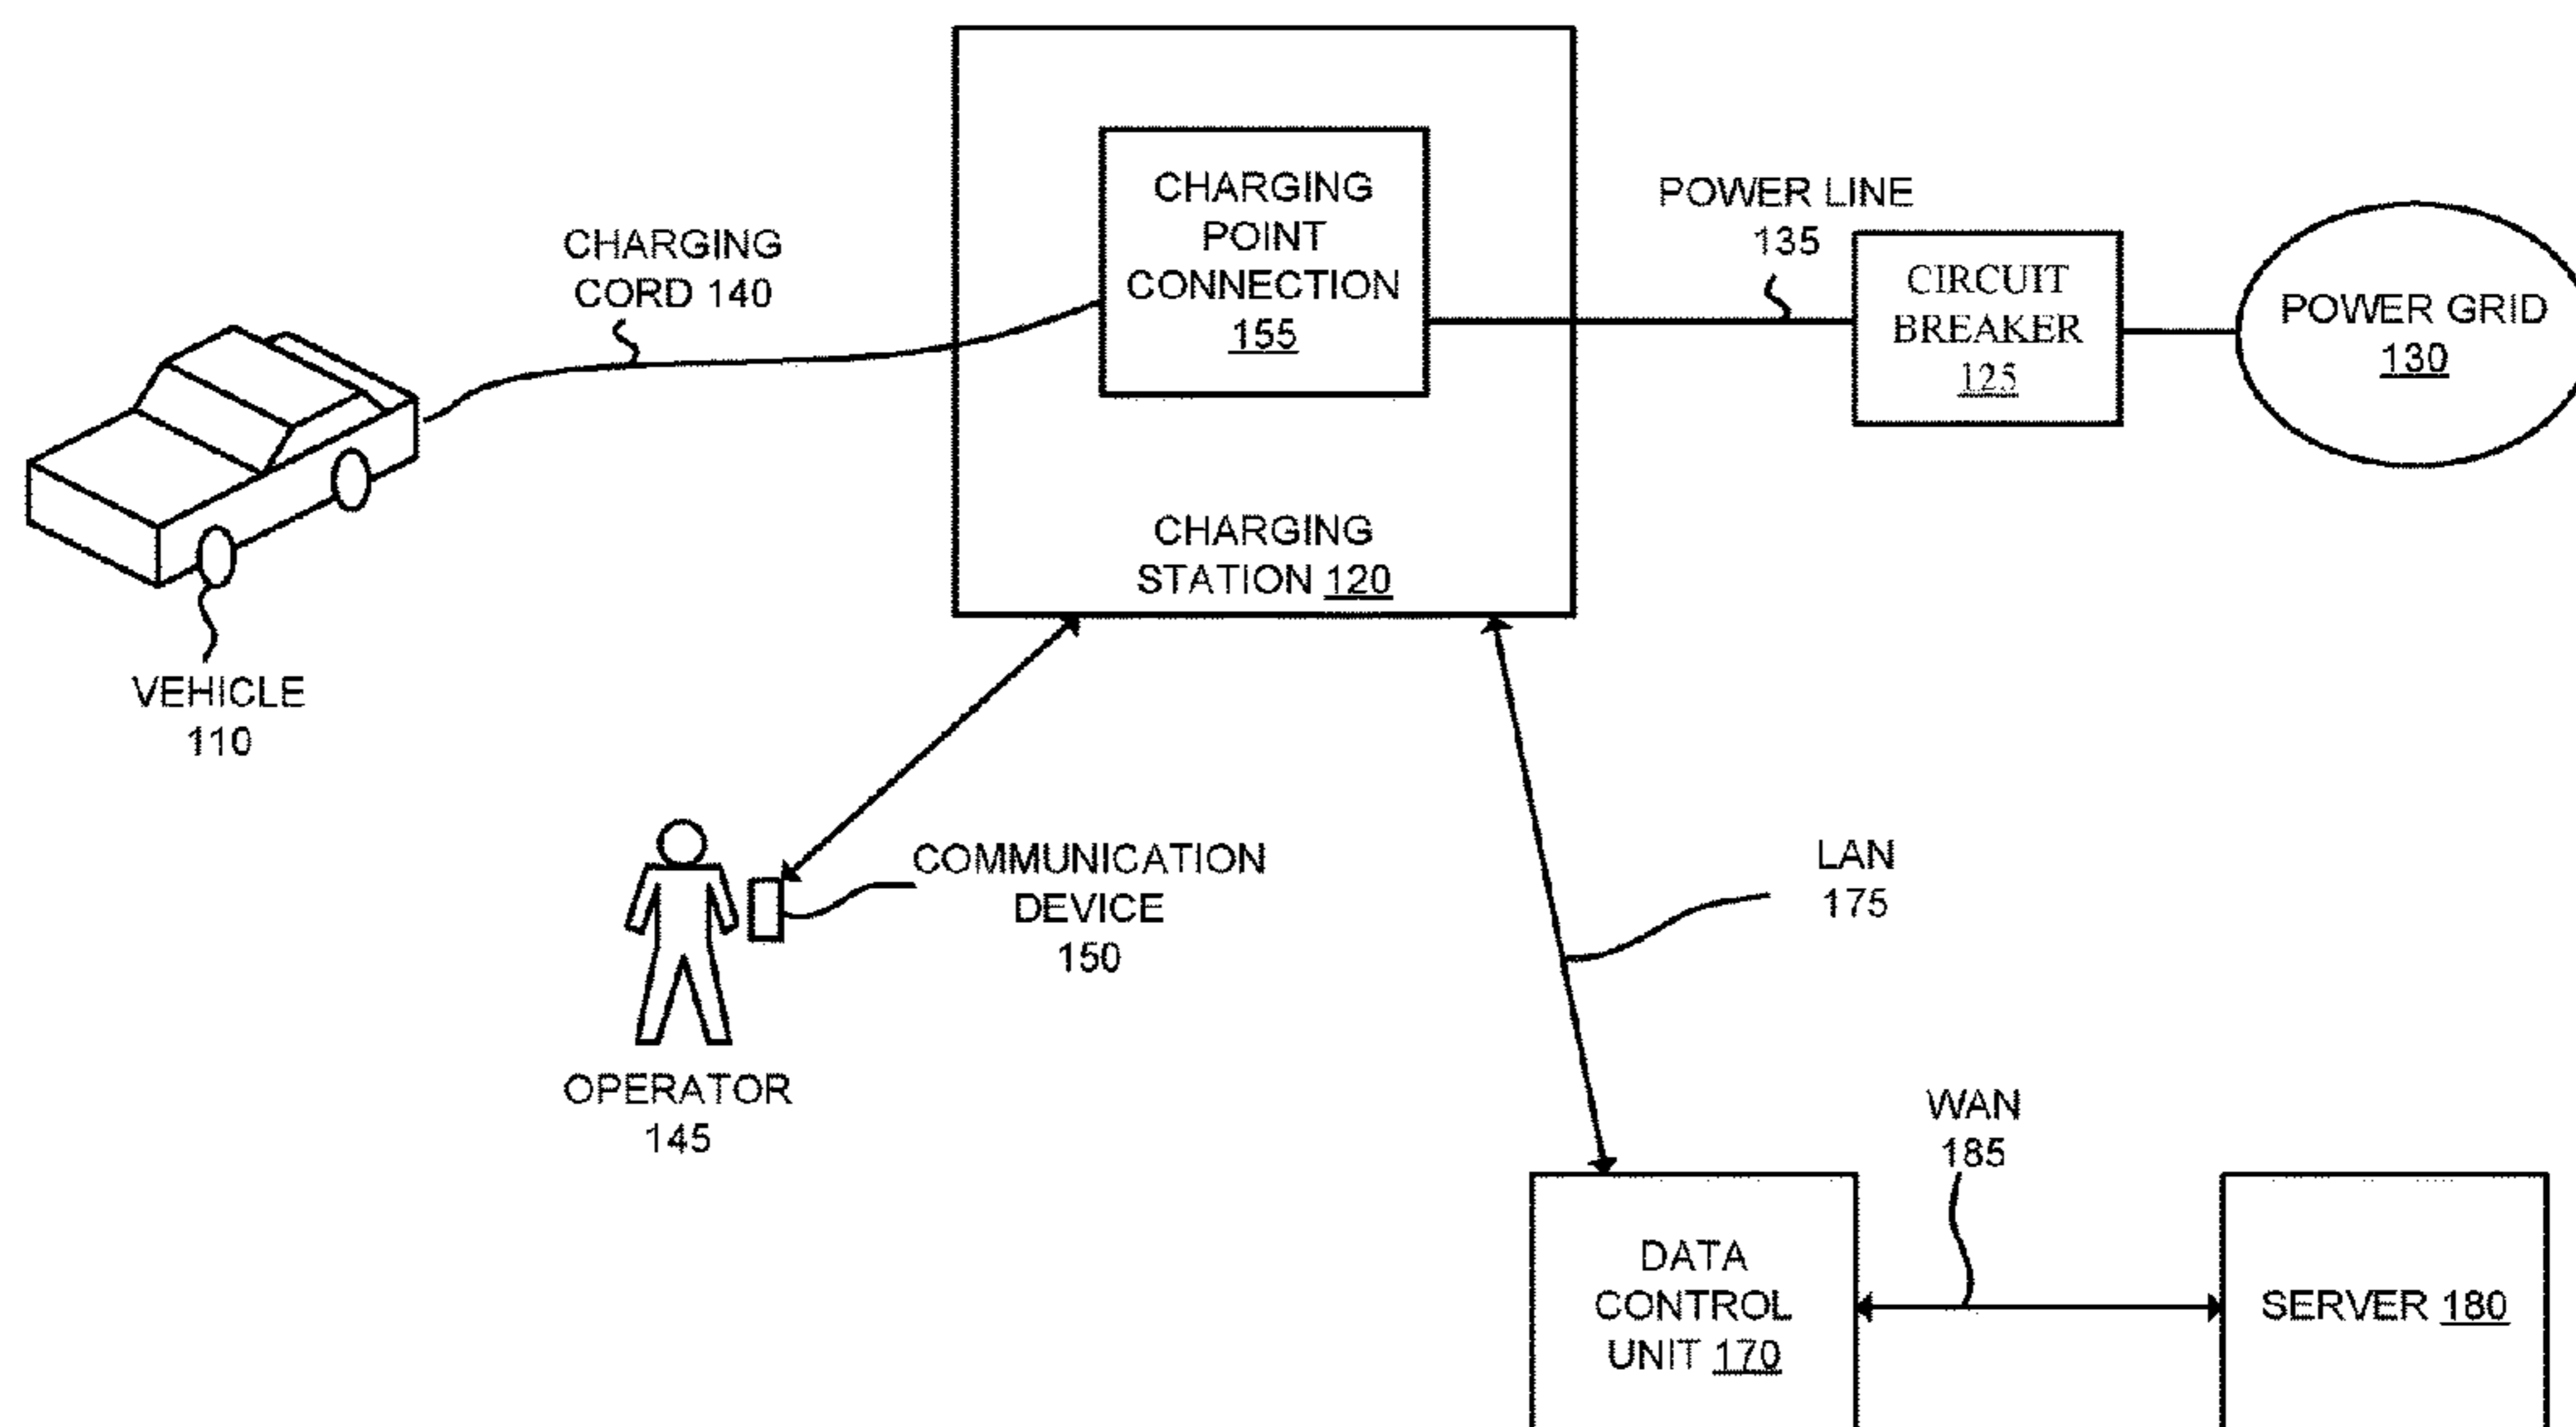 CHARGING
POINT
CONNECTION
155
CHARGING
STATION 120
CHARGING
CORD 140
POWER LINE
135
CIRCUIT
BREAKER
125
POWER GRID
130
VEHICLE
110
COMMUNICATION
DEVICE
150
OPERATOR
145
LAN
175
WAN
185
DATA
CONTROL
UNIT 170
SERVER 180